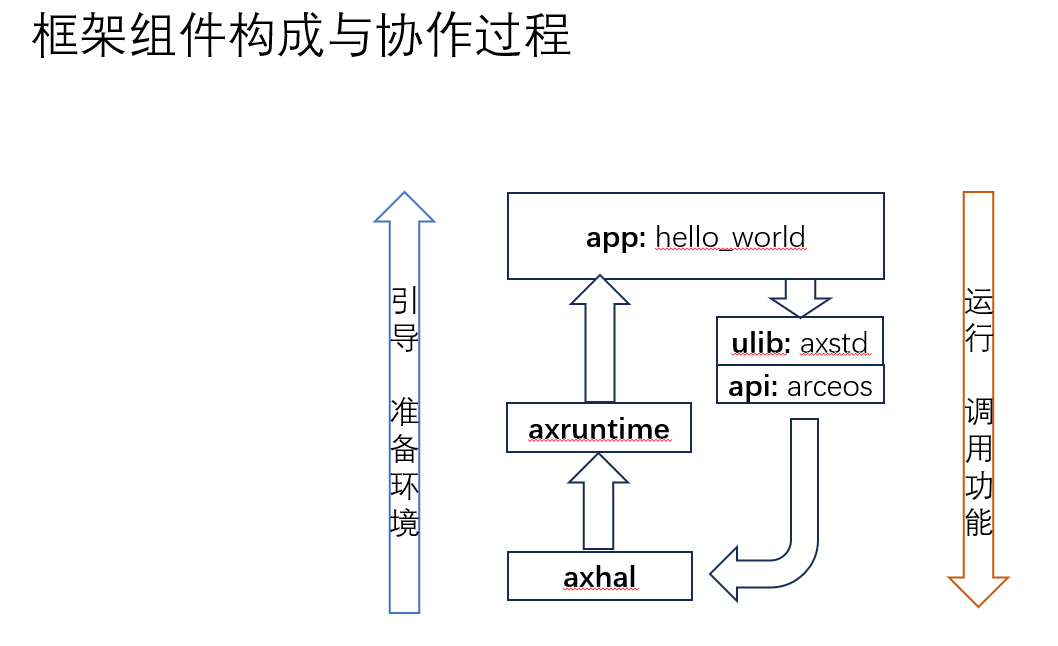 框架组件构成与协作过程
引导 准备环境
app: hello_world
ulib: axstd
api: arceos
axruntime
axhal
运行 调用功能